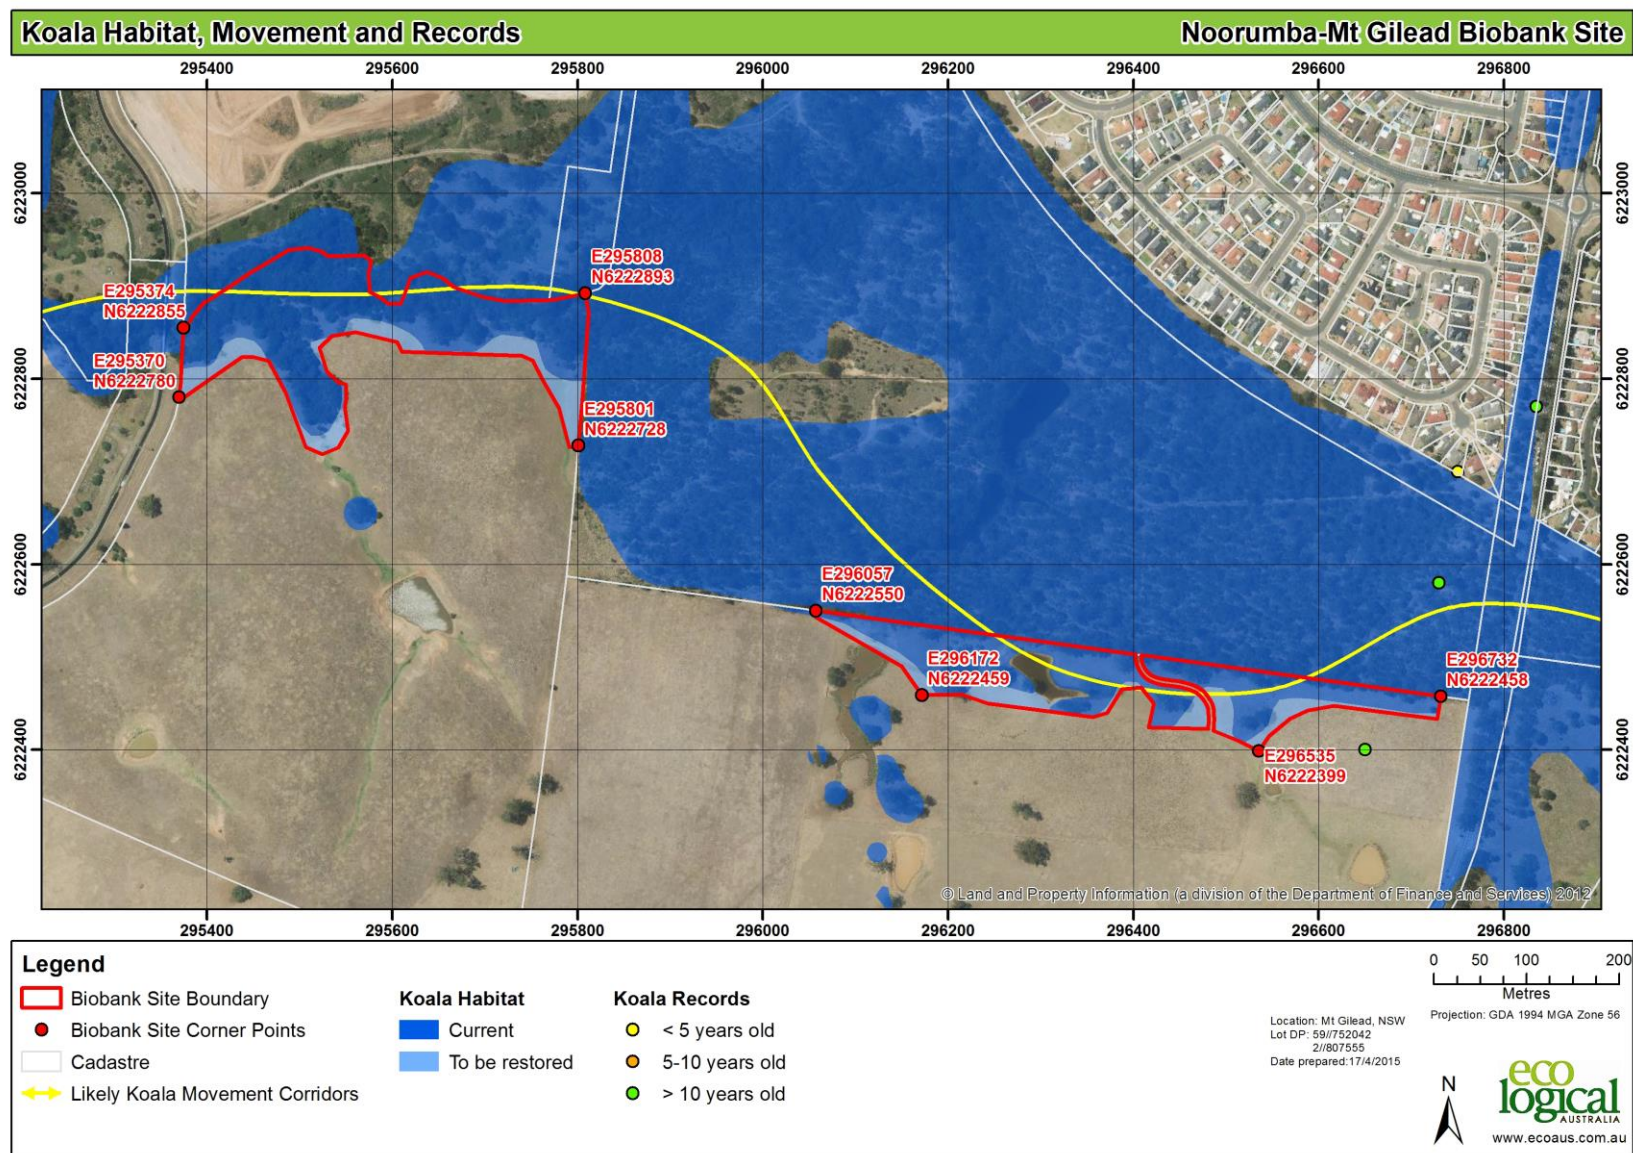 Koala Habitat, Movement and Records
Noorumba-Mt Gilead Biobank Site
295400 295600 295800 296000 296200 296400 296600 296800
6223000
6222800
6222600
6222400
6223000
6222800
6222600
6222400
E295808
N6222893
E295374
N6222855
E295370
N6222780
E295801
N6222728
E296057
N6222550
E296172
N6222459
E296732
N6222458
E296535
N6222399
© Land and Property Information (a division of the Department of Finance and Services) 2012
295400 295600 295800 296000 296200 296400 296600 296800
Legend
Biobank Site Boundary
Biobank Site Corner Points
Cadastre
Likely Koala Movement Corridors
Koala Habitat
Current
To be restored
Koala Records
< 5 years old
5-10 years old
> 10 years old
0 50 100 200
Metres
Projection: GDA 1994 MGA Zone 56
Location: Mt Gilead, NSW
Lot DP: 59//752042
2//807555
Date prepared:17/4/2015
N
eco
logical
AUSTRALIA
www.ecoaus.com.au